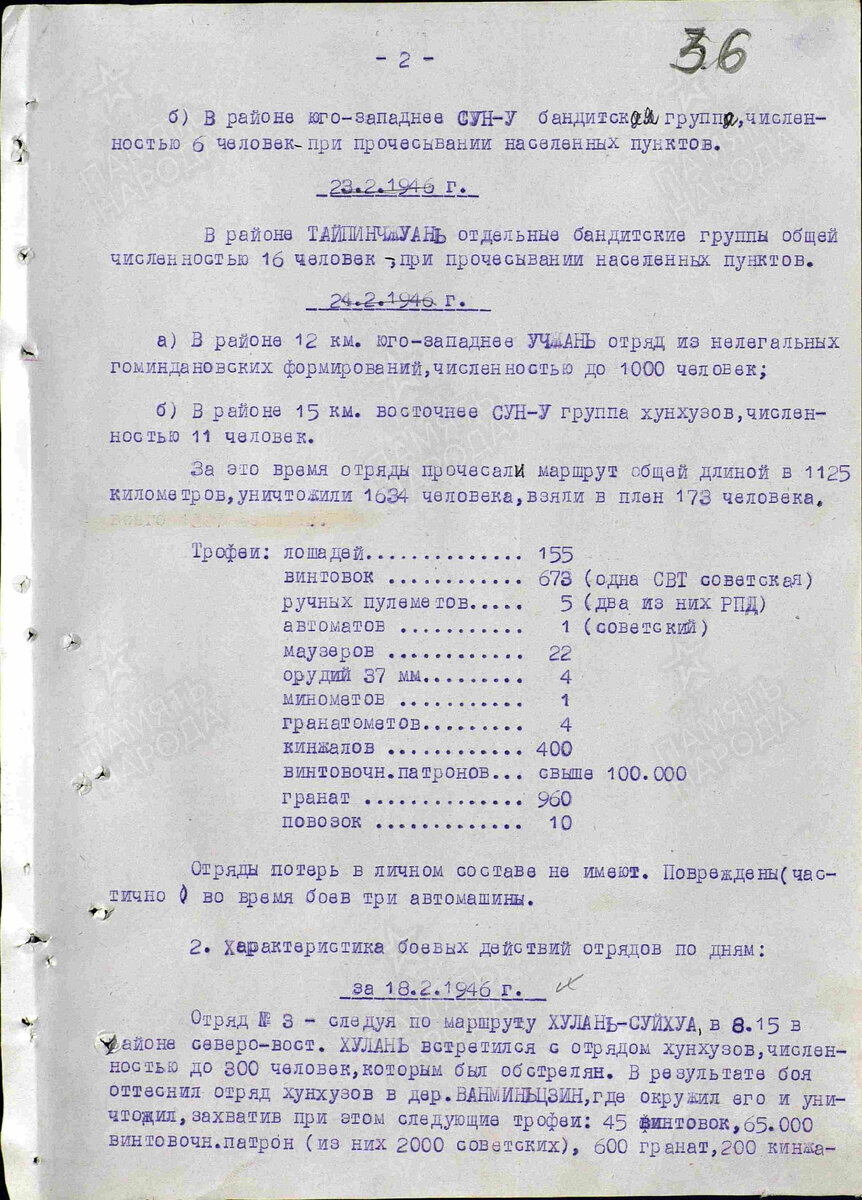 - 2 -
36
б) В районе юго-западнее СУН-У бандитская группа, числен-
ностью 6 человек-при прочесывании населенных пунктов.
23.2.1946 г.
В районе ТАЙПИНЧЖУАНЬ отдельные бандитские группы общей
численностью 16 человек -при прочесывании населенных пунктов.
24.2.1946 г.
а) В районе 12 км. юго-западнее УЧЖАНЬ отряд из нелегальных
гоминдановских формирований,численностью до 1000 человек;
б) В районе 15 км. восточнее СУН-У группа хунхузов,числен-
ностью 11 человек.
За это время отряды прочесали маршрут общей длиной в 1125
километров,уничтожили 1634 человека,взяли в плен 173 человека.
Трофеи: лошадей.............. 155
винтовок ............ 673 (одна СВТ советская)
ручных пулеметов..... 5 (два из них РПД)
автоматов ........... 1 (советский)
маузеров ............ 22
орудий 37 мм......... 4
минометов ........... 1
гранатометов......... 4
кинжалов ............ 400
винтовочн.патронов... свыше 100.000
гранат .............. 960
повозок ............. 10
Отряды потерь в личном составе не имеют. Повреждены(час-
тично ) во время боев три автомашины.
2. Характеристика боевых действий отрядов по дням:
за 18.2.1946 г.
Отряд № 3 - следуя по маршруту ХУЛАНЬ-СУЙХУА, в 8.15 в
районе северо-вост. ХУЛАНЬ встретился с отрядом хунхузов,числен-
ностью до 300 человек,которым был обстрелян. В результате боя
оттеснил отряд хунхузов в дер.ВАНМИНЬЦЗИН,где окружил его и уни-
чтожил,захватив при этом следующие трофеи: 45 винтовок,65.000
винтовочн.патрон (из них 2000 советских), 600 гранат,200 кинжа-
ПАМЯТЬ
НАРОДА
ПАМЯТЬ
НАРОДА
ПАМЯТЬ
НАРОДА
ПАМЯТЬ
НАРОДА